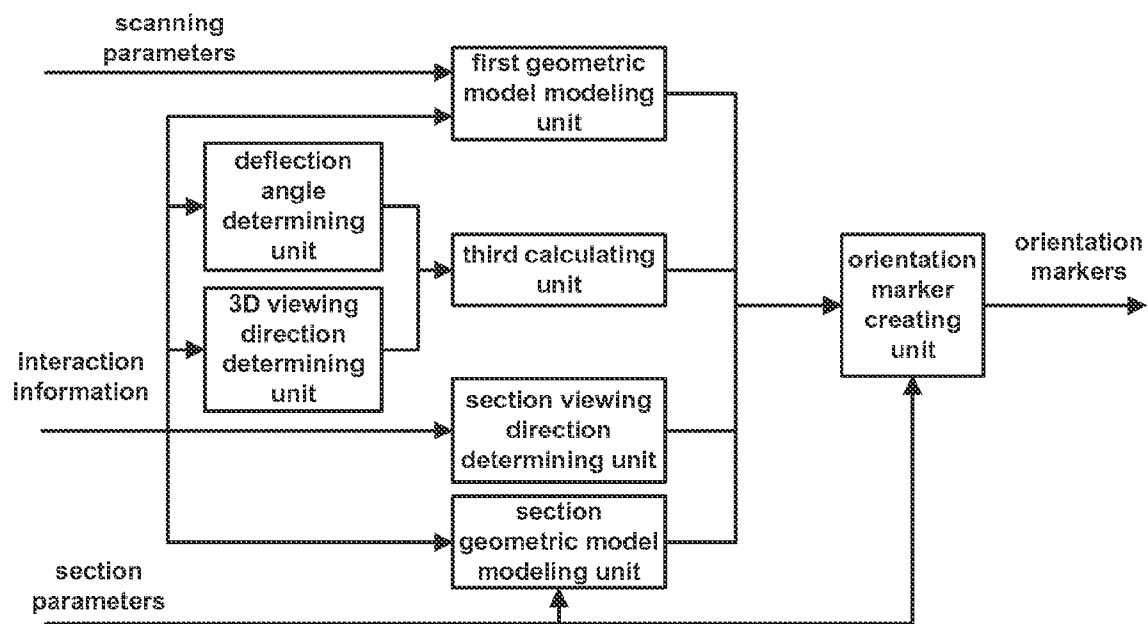 scanning
parameters
first geometric
model modeling
unit
deflection
angle
determining
unit
third calculating
unit
orientation
marker
creating
unit
orientation
markers
3D viewing
direction
determining
unit
interaction
information
section viewing
direction
determining unit
section
geometric model
modeling unit
section
parameters